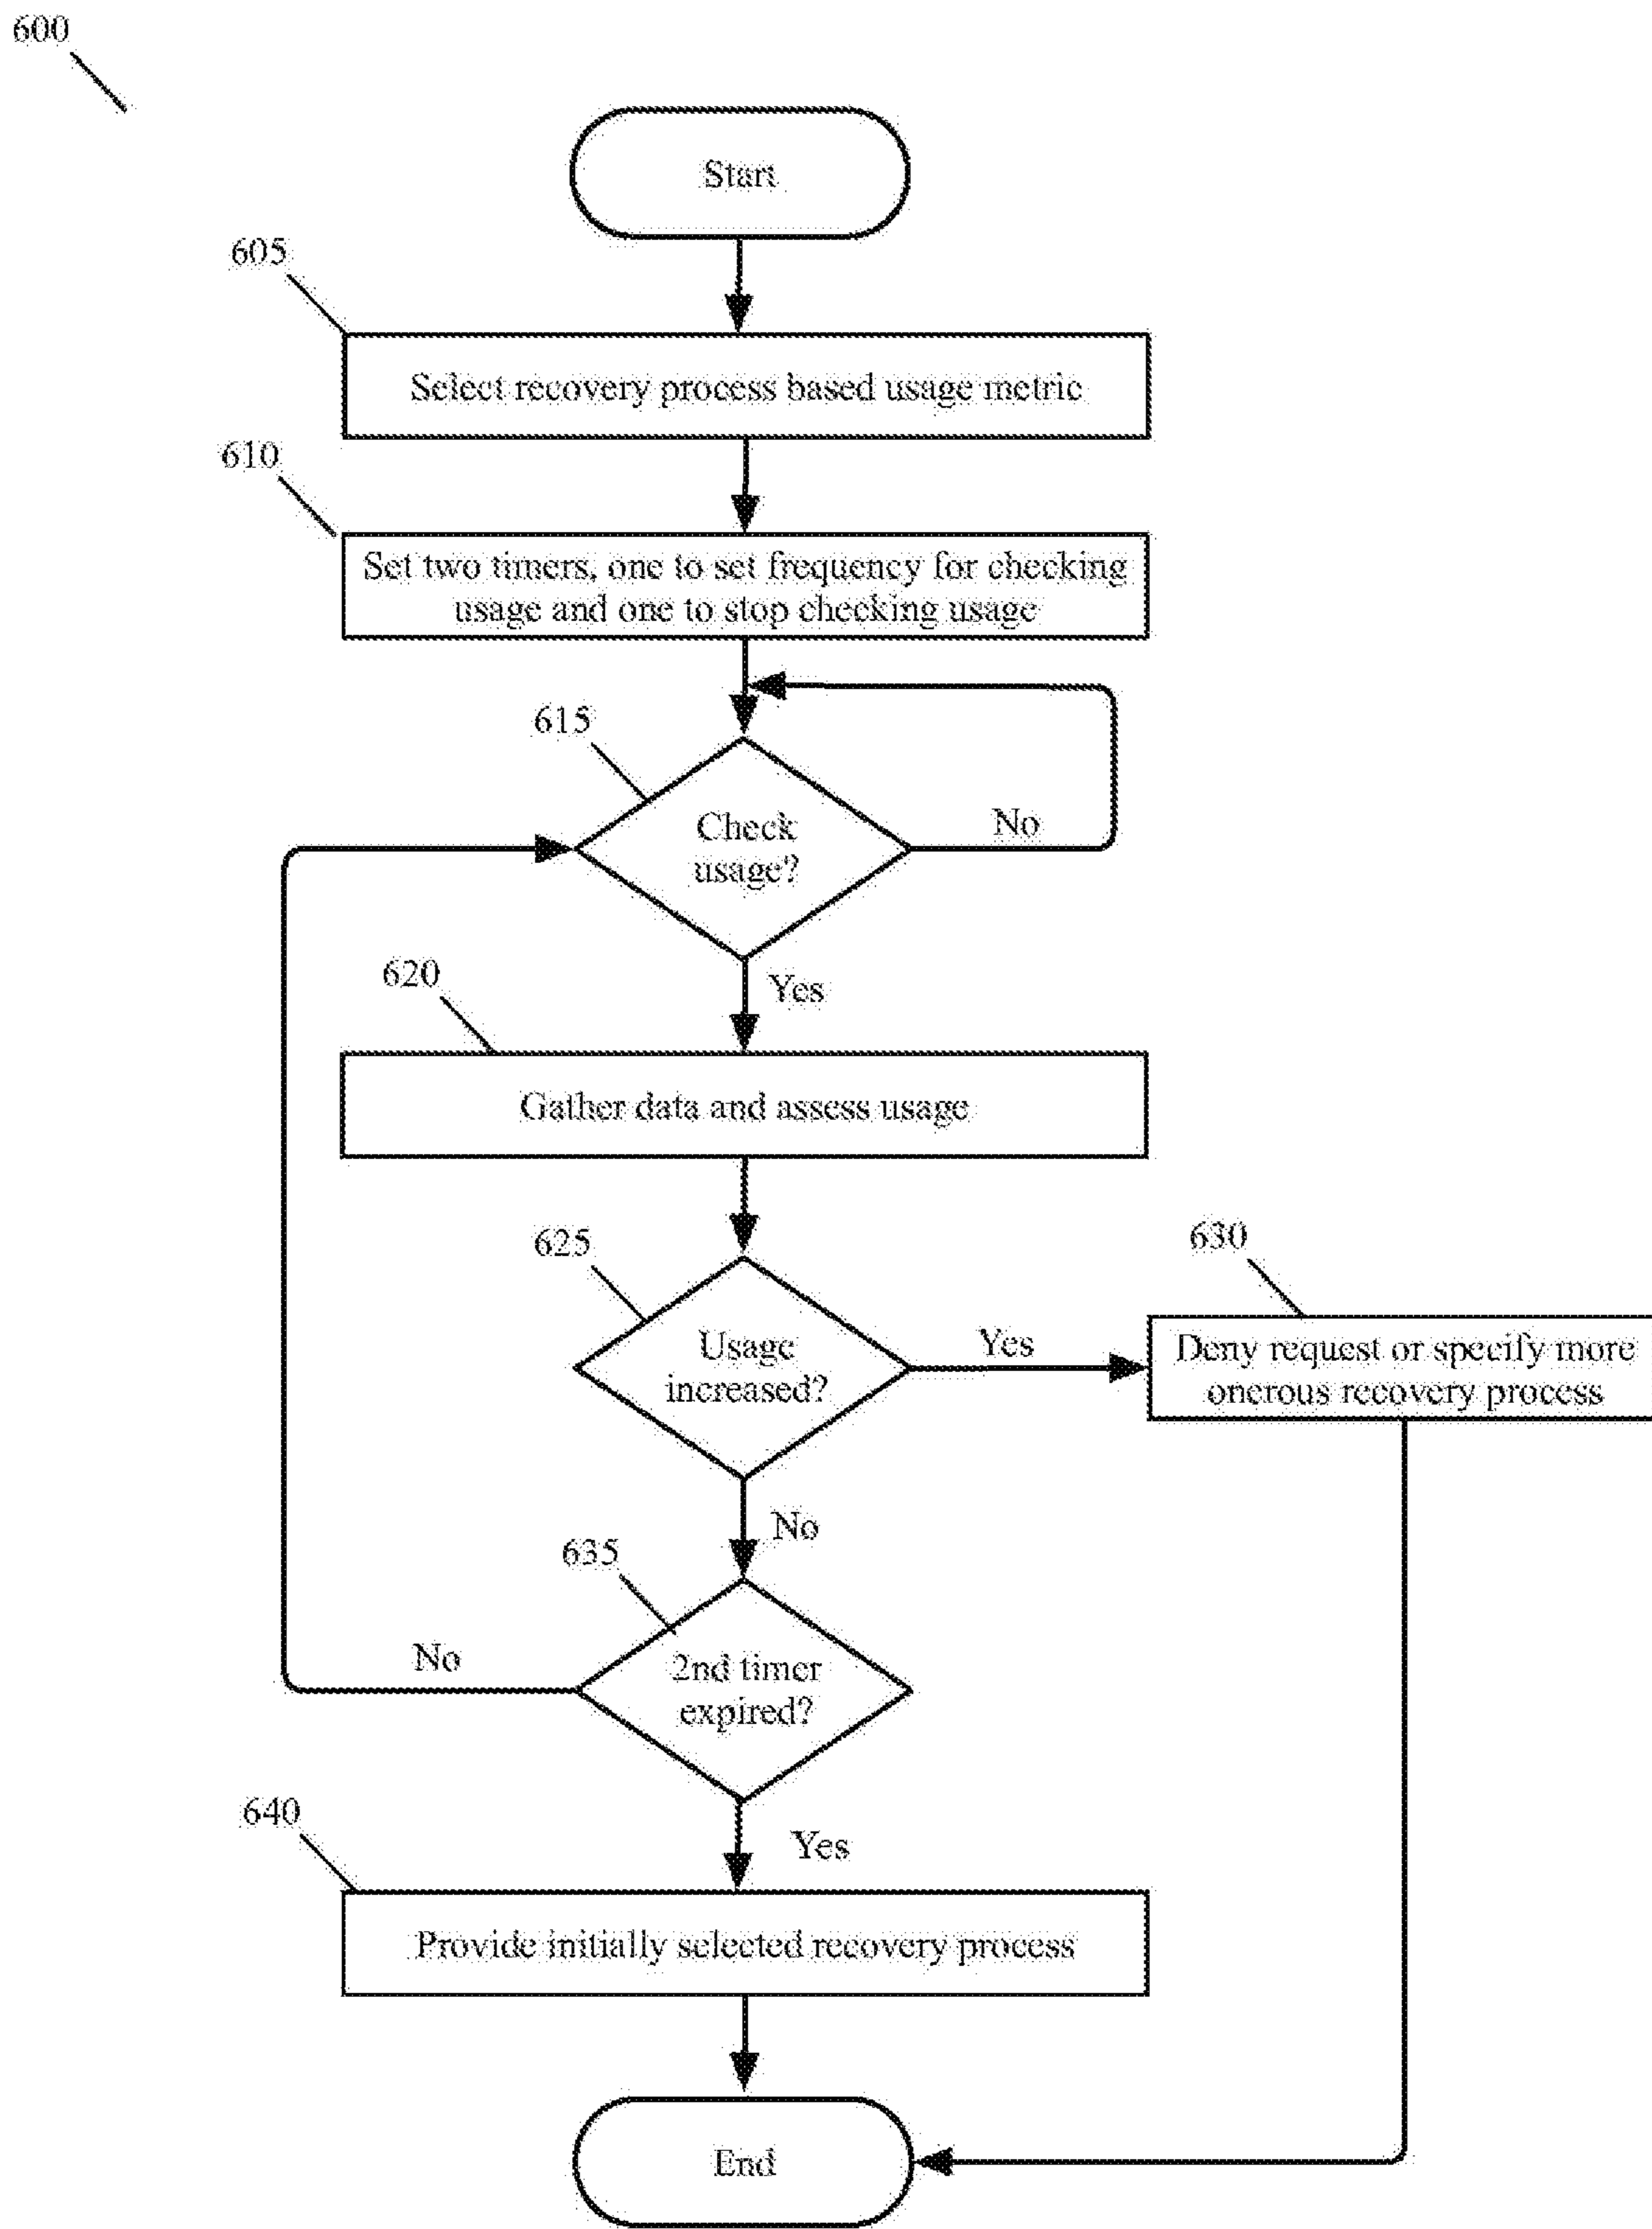 600
Start
605
Select recovery process based usage metric
610
Set two timers, one to set frequency for checking
usage and one to stop checking usage
615
Check
usage?
No
Yes
620
Gather data and assess usage
625
Usage
increased?
Yes
630
Deny request or specify more
onerous recovery process
No
635
2nd timer
expired?
No
Yes
640
Provide initially selected recovery process
End